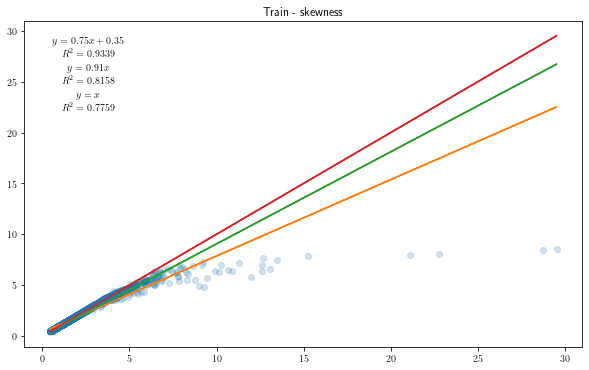 Train - skewness
30
25
20
15
10
5
0
y = 0.75x + 0.35
R² = 0.9339
y = 0.91x
R² = 0.8158
y = x
R² = 0.7759
0 5 10 15 20 25 30